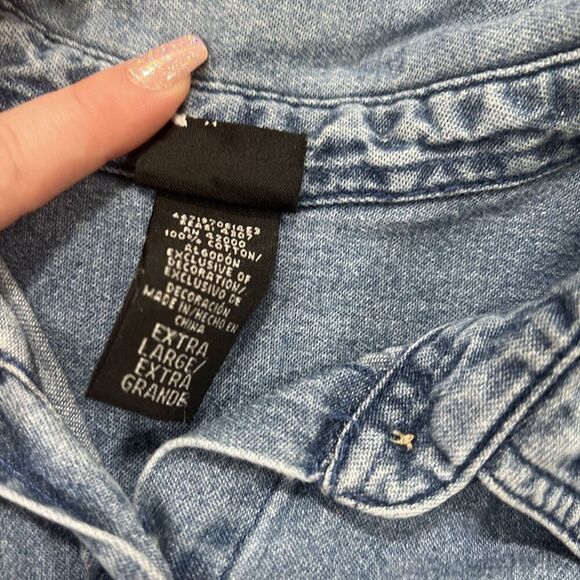 100% COTTON/
ALGODÓN
EXCLUSIVE OF
DECORATION/
EXCLUSIVO DE
DECORACIÓN
MADE IN/HECHO EN
CHINA
EXTRA
LARGE/
EXTRA
GRANDE